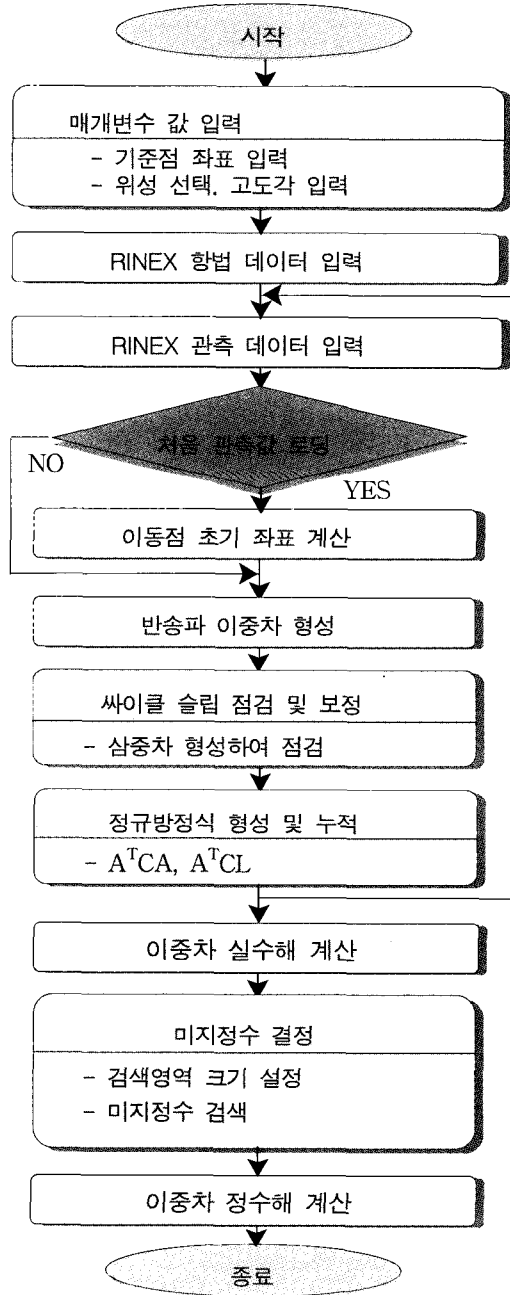 시작
매개변수 값 입력
- 기준점 좌표 입력
- 위성 선택, 고도각 입력
RINEX 항법 데이터 입력
RINEX 관측 데이터 입력
처음 관측값 로딩
NO
YES
이동점 초기 좌표 계산
반송파 이중차 형성
싸이클 슬립 점검 및 보정
- 삼중차 형성하여 점검
정규방정식 형성 및 누적
- AᵀCA, AᵀCL
이중차 실수해 계산
미지정수 결정
- 검색영역 크기 설정
- 미지정수 검색
이중차 정수해 계산
종료